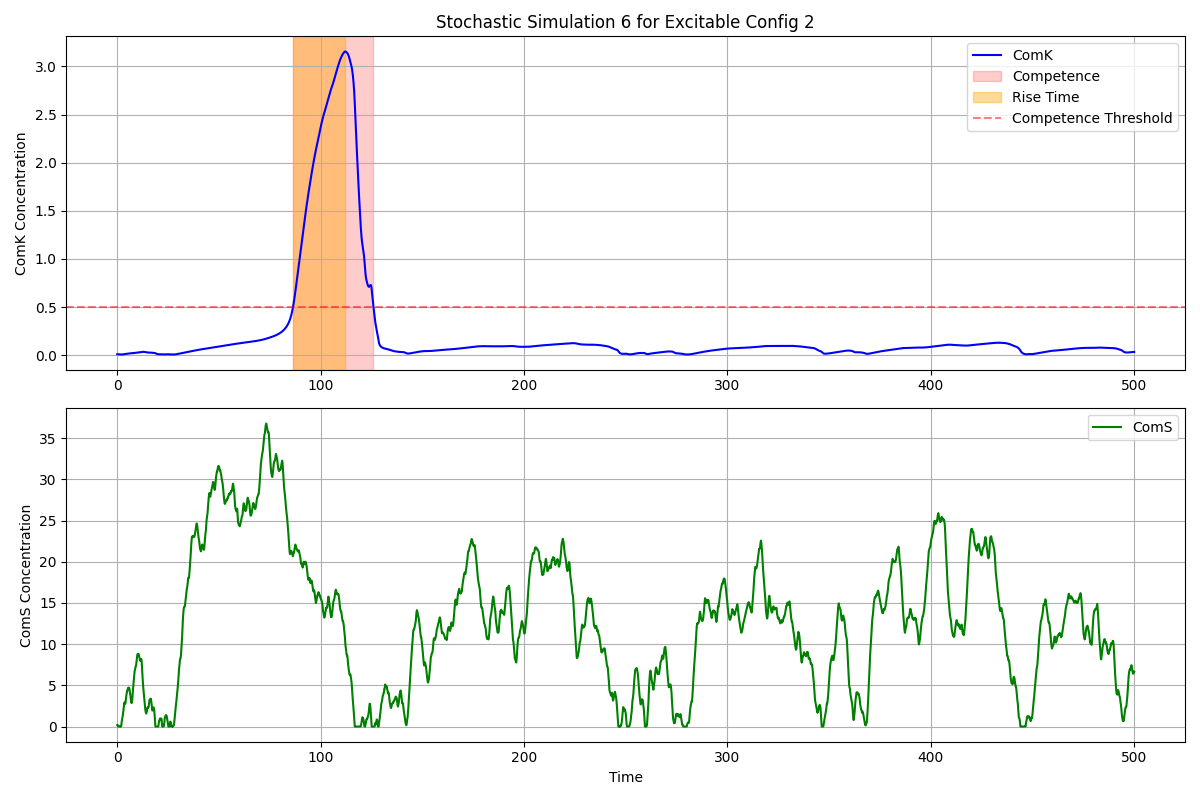 Stochastic Simulation 6 for Excitable Config 2
ComK Concentration
3.0
2.5
2.0
1.5
1.0
0.5
0.0
ComK
Competence
Rise Time
Competence Threshold
0 100 200 300 400 500
ComS Concentration
35
30
25
20
15
10
5
0
ComS
0 100 200 300 400 500
Time